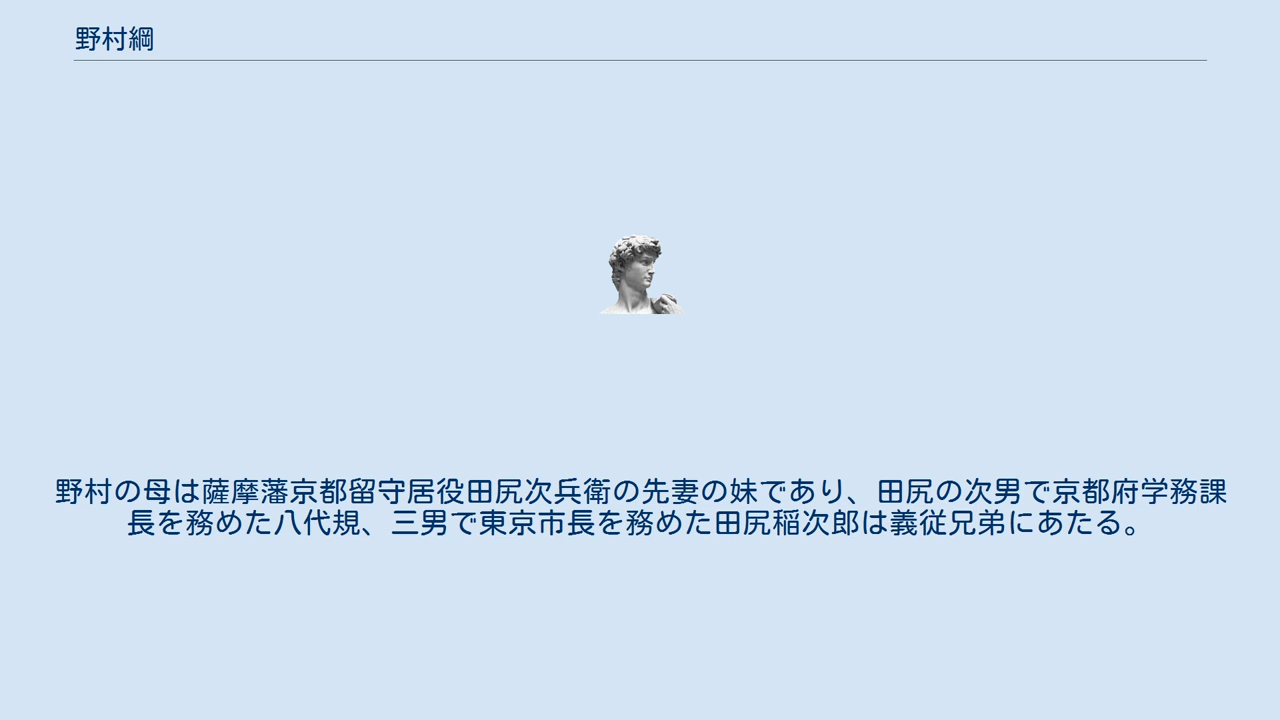 野村綱
野村の母は薩摩藩京都留守居役田尻次兵衛の先妻の妹であり、田尻の次男で京都府学務課
長を務めた八代規、三男で東京市長を務めた田尻稲次郎は義従兄弟にあたる。